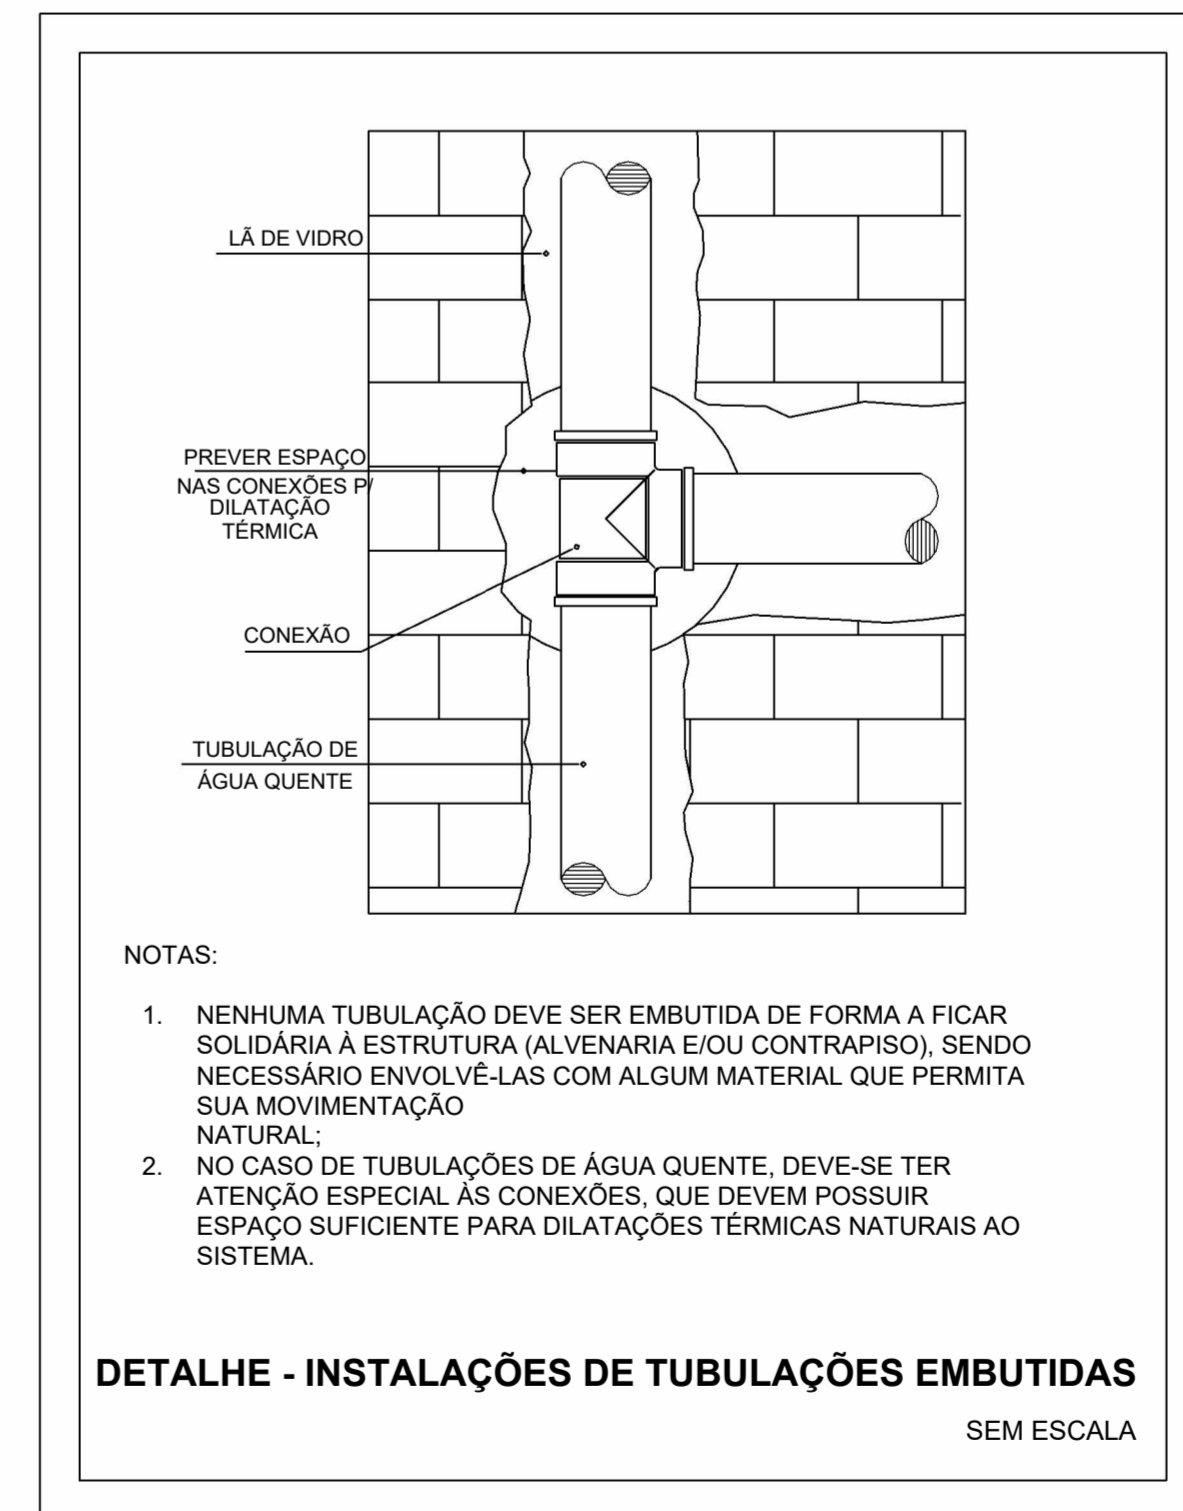 LÃ DE VIDRO
PREVER ESPAÇO
NAS CONEXÕES P/
DILATAÇÃO
TÉRMICA
CONEXÃO
TUBULAÇÃO DE
ÁGUA QUENTE
NOTAS:
1. NENHUMA TUBULAÇÃO DEVE SER EMBUTIDA DE FORMA A FICAR
SOLIDÁRIA À ESTRUTURA (ALVENARIA E/OU CONTRAPISO), SENDO
NECESSÁRIO ENVOLVÊ-LAS COM ALGUM MATERIAL QUE PERMITA
SUA MOVIMENTAÇÃO
NATURAL;
2. NO CASO DE TUBULAÇÕES DE ÁGUA QUENTE, DEVE-SE TER
ATENÇÃO ESPECIAL ÀS CONEXÕES, QUE DEVEM POSSUIR
ESPAÇO SUFICIENTE PARA DILATAÇÕES TÉRMICAS NATURAIS AO
SISTEMA.
DETALHE - INSTALAÇÕES DE TUBULAÇÕES EMBUTIDAS
SEM ESCALA